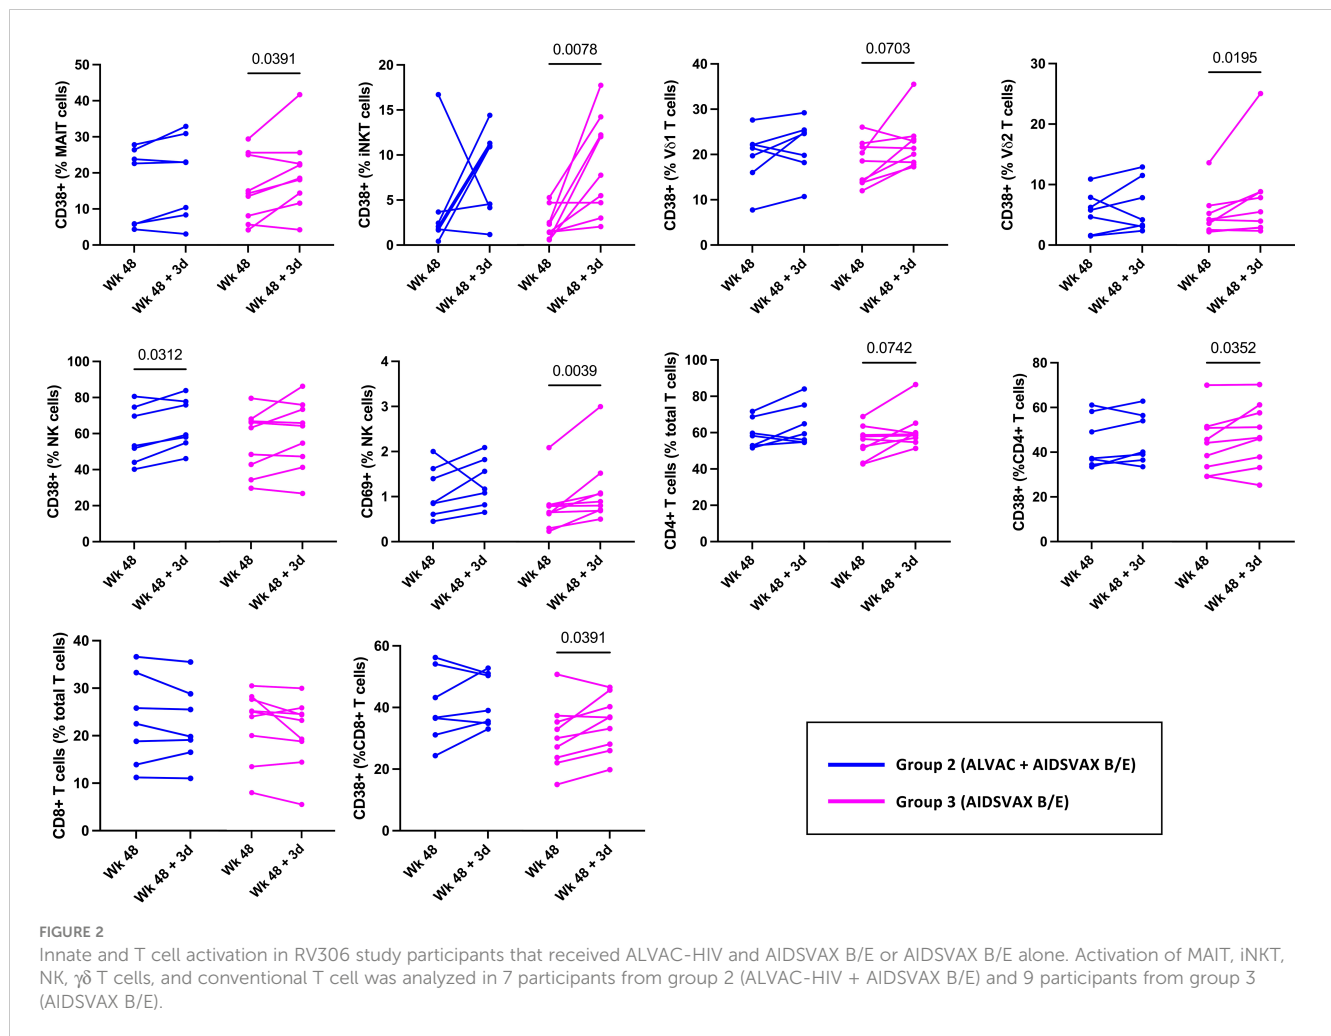 CD38+ (% MAIT cells)
50
40
30
20
10
0
0.0391
Wk 48
Wk 48 + 3d
Wk 48
Wk 48 + 3d
CD38+ (% iNKT cells)
20
15
10
5
0
0.0078
Wk 48
Wk 48 + 3d
Wk 48
Wk 48 + 3d
CD38+ (% Vδ1 T cells)
40
30
20
10
0
0.0703
Wk 48
Wk 48 + 3d
Wk 48
Wk 48 + 3d
CD38+ (% Vδ2 T cells)
30
20
10
0
0.0195
Wk 48
Wk 48 + 3d
Wk 48
Wk 48 + 3d
CD38+ (% NK cells)
100
80
60
40
20
0
0.0312
Wk 48
Wk 48 + 3d
Wk 48
Wk 48 + 3d
CD69+ (% NK cells)
4
3
2
1
0
0.0039
Wk 48
Wk 48 + 3d
Wk 48
Wk 48 + 3d
CD4+ T cells (% total T cells)
100
80
60
40
20
0
0.0742
Wk 48
Wk 48 + 3d
Wk 48
Wk 48 + 3d
CD38+ (%CD4+ T cells)
80
60
40
20
0
0.0352
Wk 48
Wk 48 + 3d
Wk 48
Wk 48 + 3d
CD8+ T cells (% total T cells)
40
30
20
10
0
Wk 48
Wk 48 + 3d
Wk 48
Wk 48 + 3d
CD38+ (%CD8+ T cells)
60
40
20
0
0.0391
Wk 48
Wk 48 + 3d
Wk 48
Wk 48 + 3d
Group 2 (ALVAC + AIDSVAX B/E)
Group 3 (AIDSVAX B/E)
FIGURE 2
Innate and T cell activation in RV306 study participants that received ALVAC-HIV and AIDSVAX B/E or AIDSVAX B/E alone. Activation of MAIT, iNKT,
NK, γδ T cells, and conventional T cell was analyzed in 7 participants from group 2 (ALVAC-HIV + AIDSVAX B/E) and 9 participants from group 3
(AIDSVAX B/E).